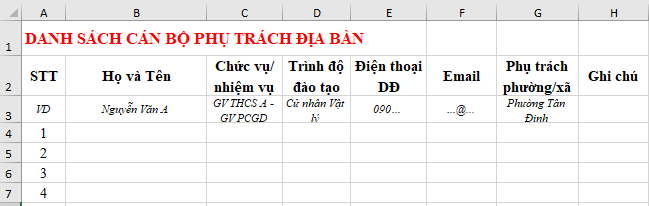 A B C D E F G H
1 DANH SÁCH CÁN BỘ PHỤ TRÁCH ĐỊA BÀN
2 STT Họ và Tên Chức vụ/ nhiệm vụ Trình độ đào tạo Điện thoại DĐ Email Phụ trách phường/xã Ghi chú
3 VD Nguyễn Văn A GV THCS A - GV PCGD Cử nhân Vật lý 090... ...@... Phường Tân Định
4 1
5 2
6 3
7 4